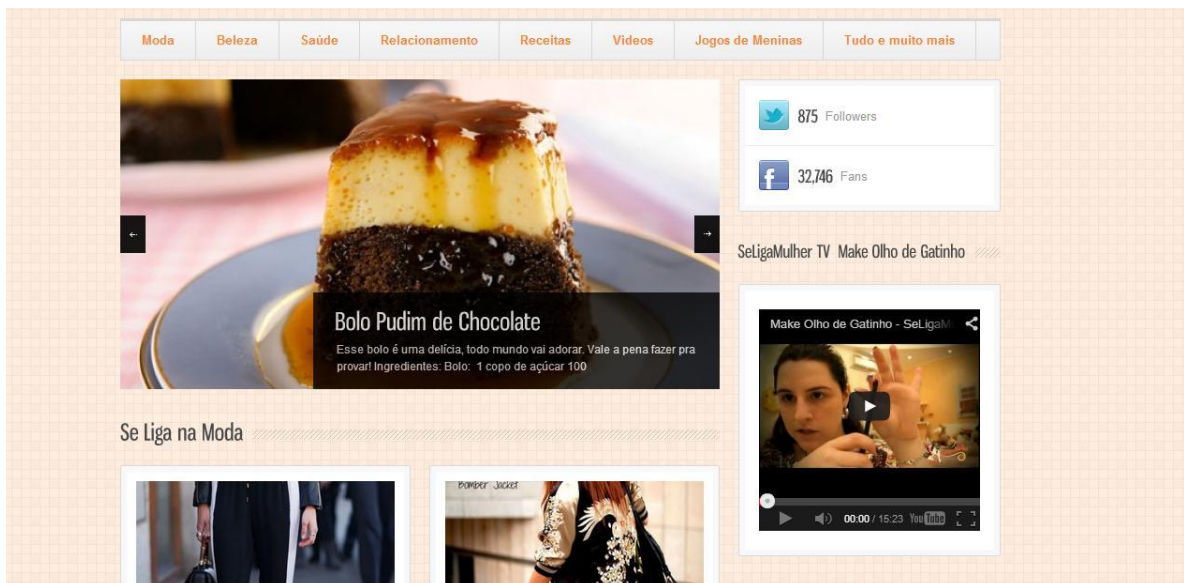 Moda Beleza Saúde Relacionamento Receitas Videos Jogos de Meninas Tudo e muito mais
Bolo Pudim de Chocolate
Esse bolo é uma delícia, todo mundo vai adorar. Vale a pena fazer pra
provar! Ingredientes: Bolo: 1 copo de açúcar 100
875 Followers
32,746 Fans
SeLigaMulher TV Make Olho de Gatinho
Make Olho de Gatinho - SeLigaM
00:00 / 15:23 YouTube
Se Liga na Moda
Bomber Jacket